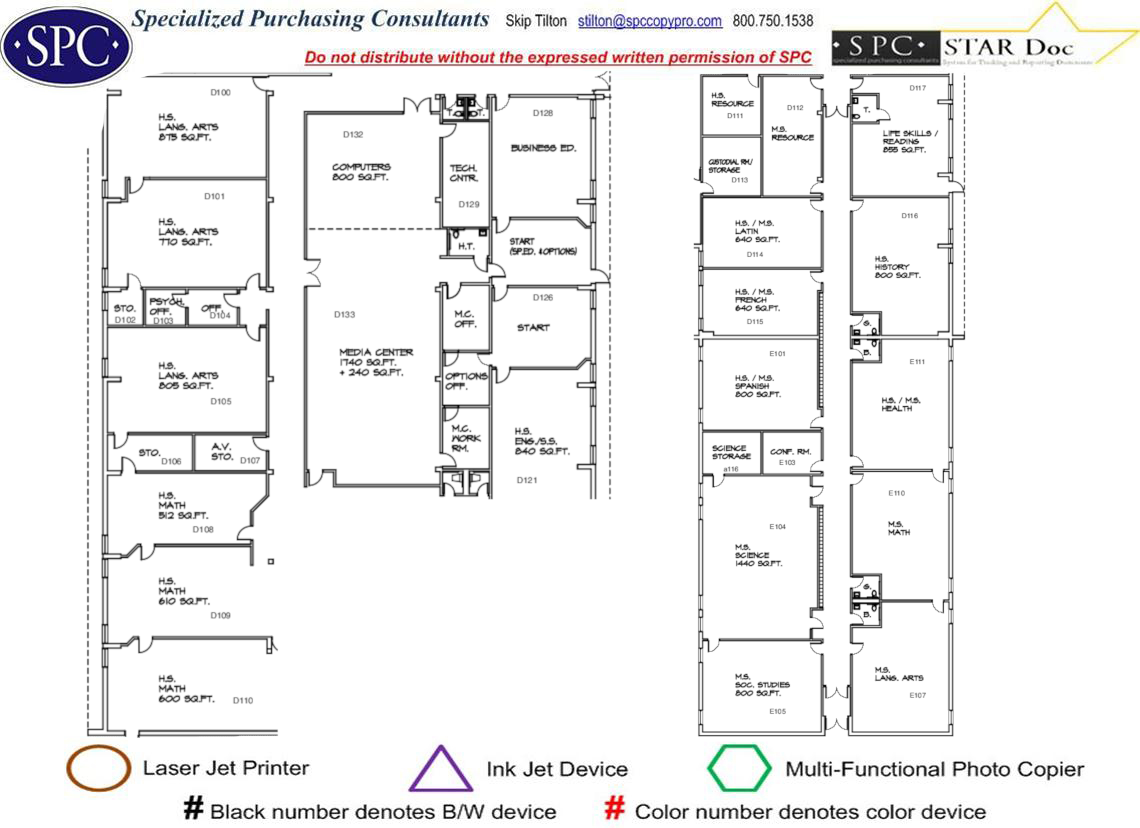 SPC
Specialized Purchasing Consultants Skip Tilton stilton@spccopypro.com 800.750.1538
Do not distribute without the expressed written permission of SPC
SPC
specialized purchasing consultants
STAR Doc
System for Tracking and Reporting Documents
D100
H.S.
LANG. ARTS
875 SQ.FT.
D101
H.S.
LANG. ARTS
770 SQ.FT.
STO.
D102
PSYCH.
OFF.
D103
OFF.
D104
H.S.
LANG. ARTS
805 SQ.FT.
D105
STO.
D106
A.V.
STO.
D107
H.S.
MATH
512 SQ.FT.
D108
H.S.
MATH
610 SQ.FT.
D109
H.S.
MATH
600 SQ.FT.
D110
D132
COMPUTERS
800 SQ.FT.
D133
MEDIA CENTER
1740 SQ.FT.
+ 240 SQ.FT.
T.
T.
TECH.
CNTR.
D129
H.T.
M.C.
OFF.
OPTIONS
OFF.
M.C.
WORK
RM.
D128
BUSINESS ED.
START
(SP.ED. & OPTIONS)
D126
START
H.S.
ENG./S.S.
840 SQ.FT.
D121
H.S.
RESOURCE
D111
D112
M.S.
RESOURCE
CUSTODIAL RM./
STORAGE
D113
H.S. / M.S.
LATIN
640 SQ.FT.
D114
H.S. / M.S.
FRENCH
640 SQ.FT.
D115
E101
H.S. / M.S.
SPANISH
800 SQ.FT.
SCIENCE
STORAGE
a116
CONF. RM.
E103
E104
M.S.
SCIENCE
1440 SQ.FT.
M.S.
SOC. STUDIES
800 SQ.FT.
E105
D117
T.
LIFE SKILLS /
READING
855 SQ.FT.
D116
H.S.
HISTORY
800 SQ.FT.
G.
B.
E111
H.S. / M.S.
HEALTH
E110
M.S.
MATH
G.
B.
M.S.
LANG. ARTS
E107
Laser Jet Printer
Ink Jet Device
Multi-Functional Photo Copier
# Black number denotes B/W device
# Color number denotes color device